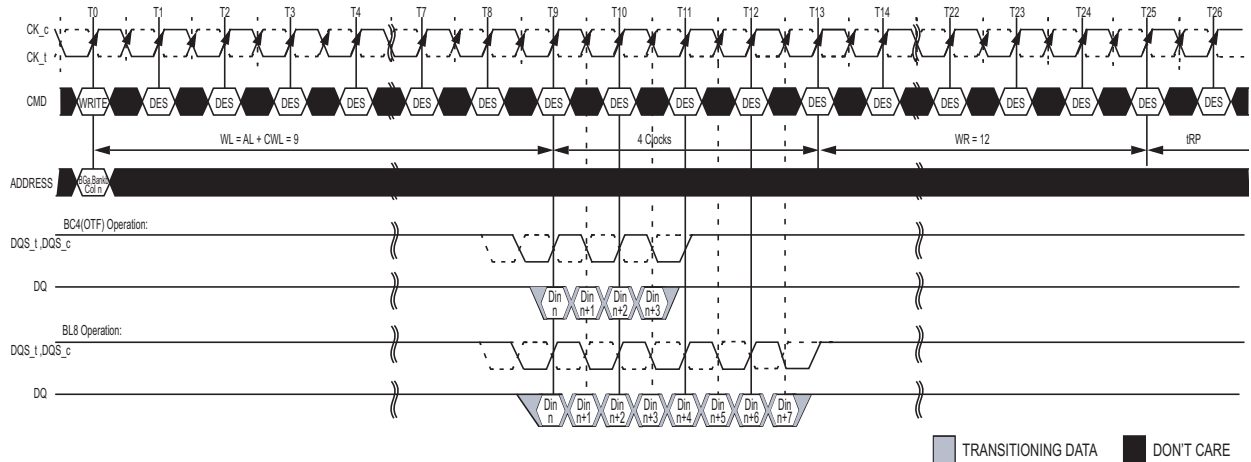 T0 T1 T2 T3 T4 T7 T8 T9 T10 T11 T12 T13 T14 T22 T23 T24 T25 T26
CK_c
CK_t
CMD WRITE DES DES DES DES DES DES DES DES DES DES DES DES DES DES DES DES DES
WL = AL + CWL = 9 4 Clocks WR = 12 tRP
ADDRESS BGa,Bankb
Col n
BC4(OTF) Operation:
DQS_t ,DQS_c
DQ Din n Din n+1 Din n+2 Din n+3
BL8 Operation:
DQS_t ,DQS_c
DQ Din n Din n+1 Din n+2 Din n+3 Din n+4 Din n+5 Din n+6 Din n+7
TRANSITIONING DATA DON'T CARE